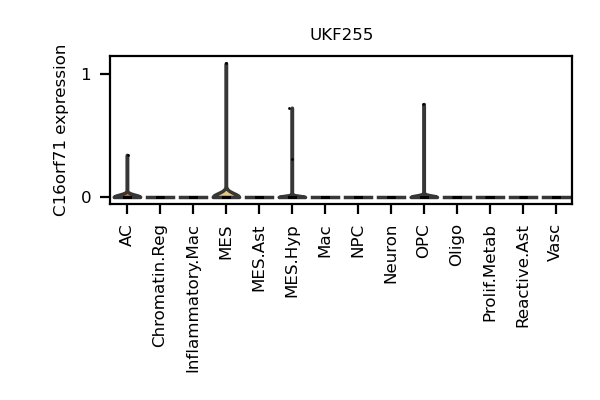 UKF255
C16orf71 expression
1
0
AC
Chromatin.Reg
Inflammatory.Mac
MES
MES.Ast
MES.Hyp
Mac
NPC
Neuron
OPC
Oligo
Prolif.Metab
Reactive.Ast
Vasc